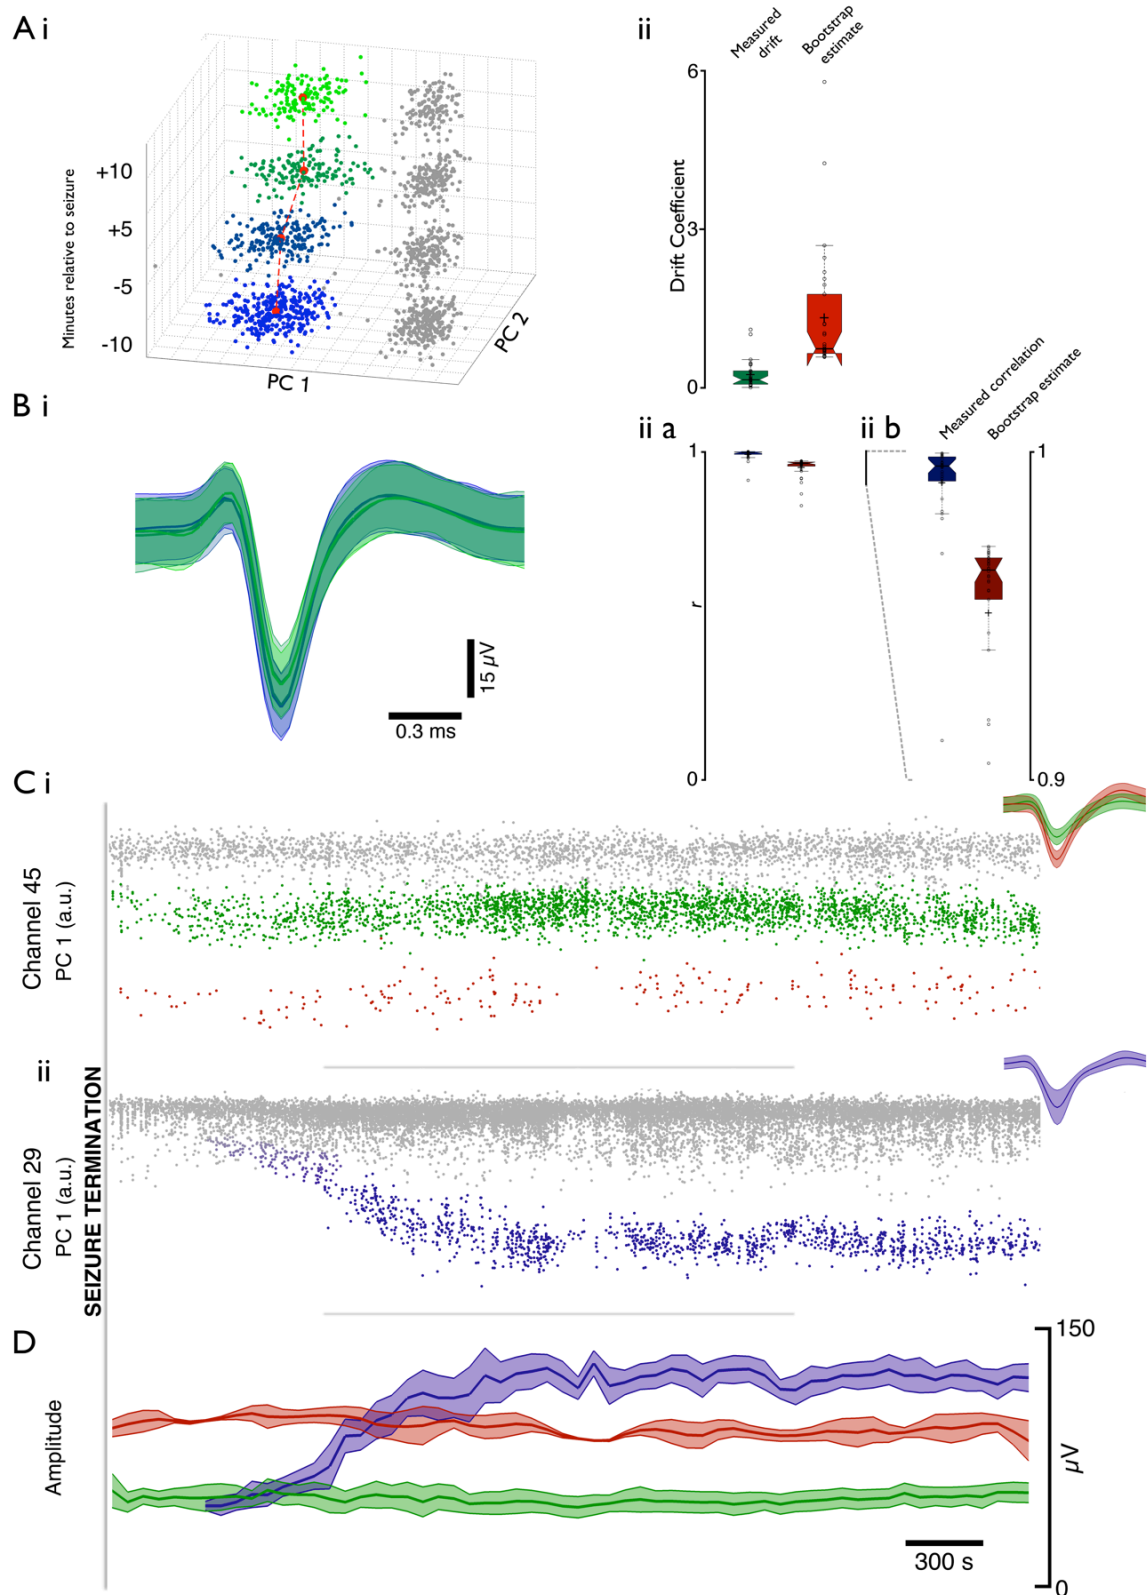 A i
+10
+5
-5
-10
Minutes relative to seizure
PC 1
PC 2
ii
Measured
drift
Bootstrap
estimate
6
3
0
Drift Coefficient
B i
15 µV
0.3 ms
ii a
1
r
0
ii b
Measured correlation
Bootstrap estimate
1
0.9
C i
Channel 45
PC 1 (a.u.)
ii
Channel 29
PC 1 (a.u.)
SEIZURE TERMINATION
D
Amplitude
150
µV
0
300 s